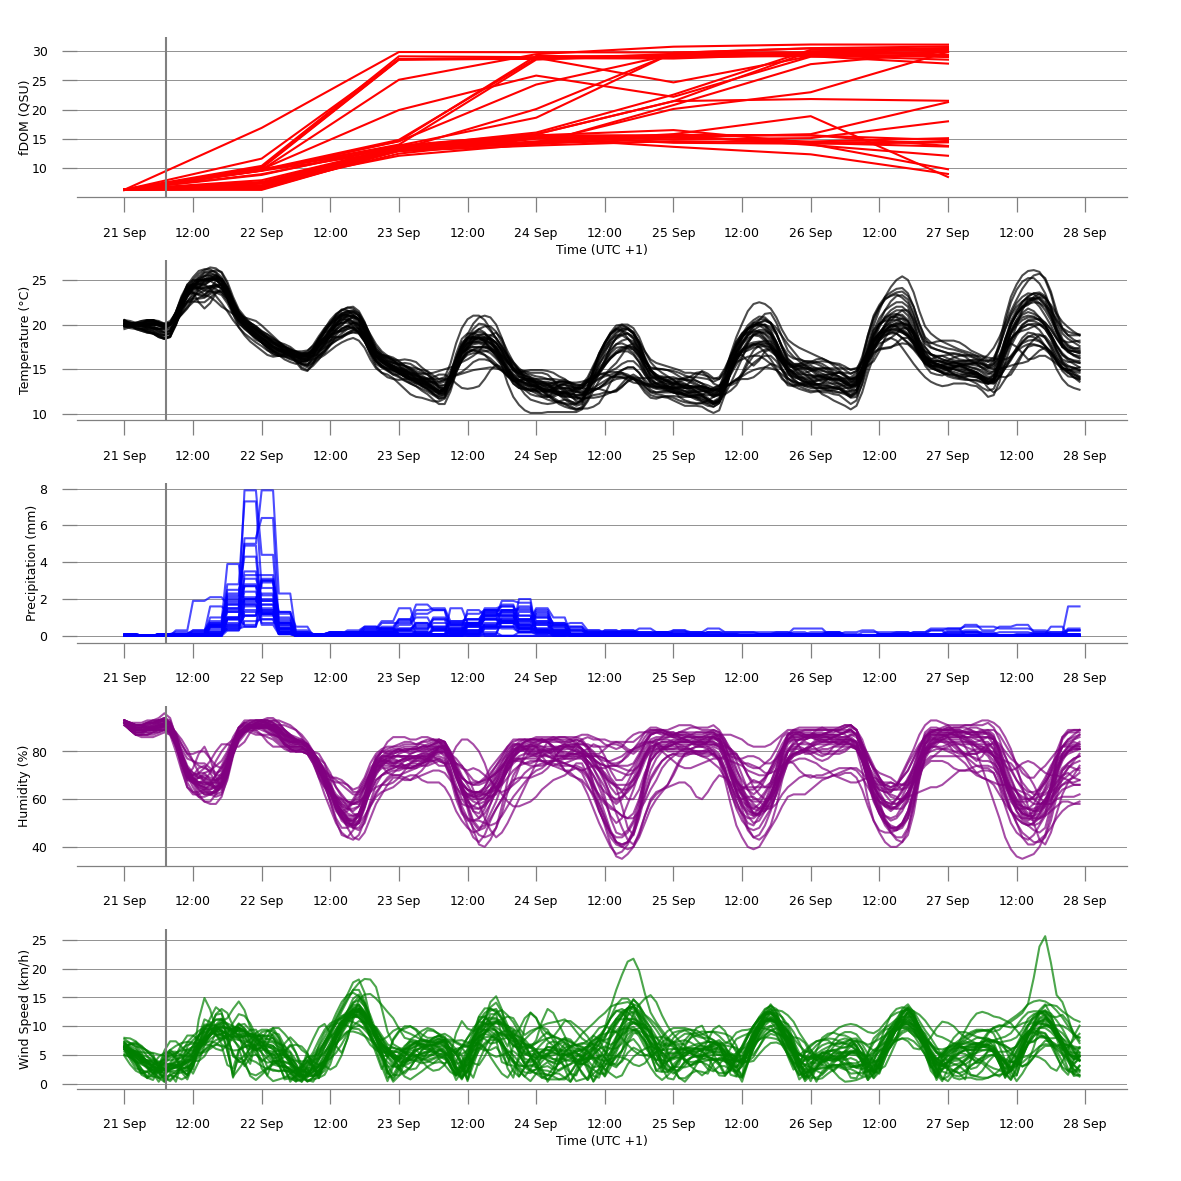 fDOM (QSU)
30
25
20
15
10
21 Sep 12:00 22 Sep 12:00 23 Sep 12:00 24 Sep 12:00 25 Sep 12:00 26 Sep 12:00 27 Sep 12:00 28 Sep
Time (UTC +1)
Temperature (°C)
25
20
15
10
21 Sep 12:00 22 Sep 12:00 23 Sep 12:00 24 Sep 12:00 25 Sep 12:00 26 Sep 12:00 27 Sep 12:00 28 Sep
Precipitation (mm)
8
6
4
2
0
21 Sep 12:00 22 Sep 12:00 23 Sep 12:00 24 Sep 12:00 25 Sep 12:00 26 Sep 12:00 27 Sep 12:00 28 Sep
Humidity (%)
80
60
40
21 Sep 12:00 22 Sep 12:00 23 Sep 12:00 24 Sep 12:00 25 Sep 12:00 26 Sep 12:00 27 Sep 12:00 28 Sep
Wind Speed (km/h)
25
20
15
10
5
0
21 Sep 12:00 22 Sep 12:00 23 Sep 12:00 24 Sep 12:00 25 Sep 12:00 26 Sep 12:00 27 Sep 12:00 28 Sep
Time (UTC +1)